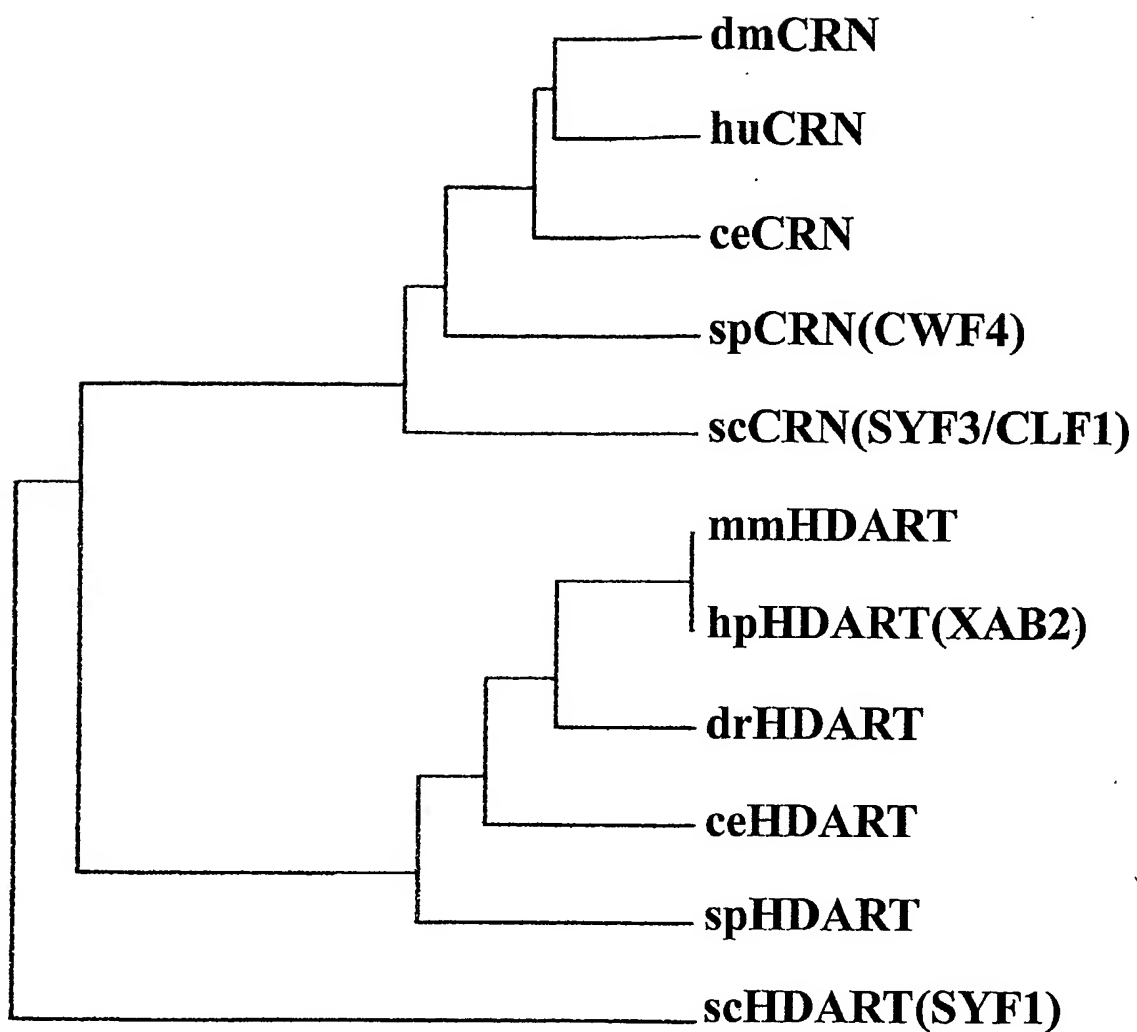 dmCRN
huCRN
ceCRN
spCRN(CWF4)
scCRN(SYF3/CLF1)
mmHDART
hpHDART(XAB2)
drHDART
ceHDART
spHDART
scHDART(SYF1)